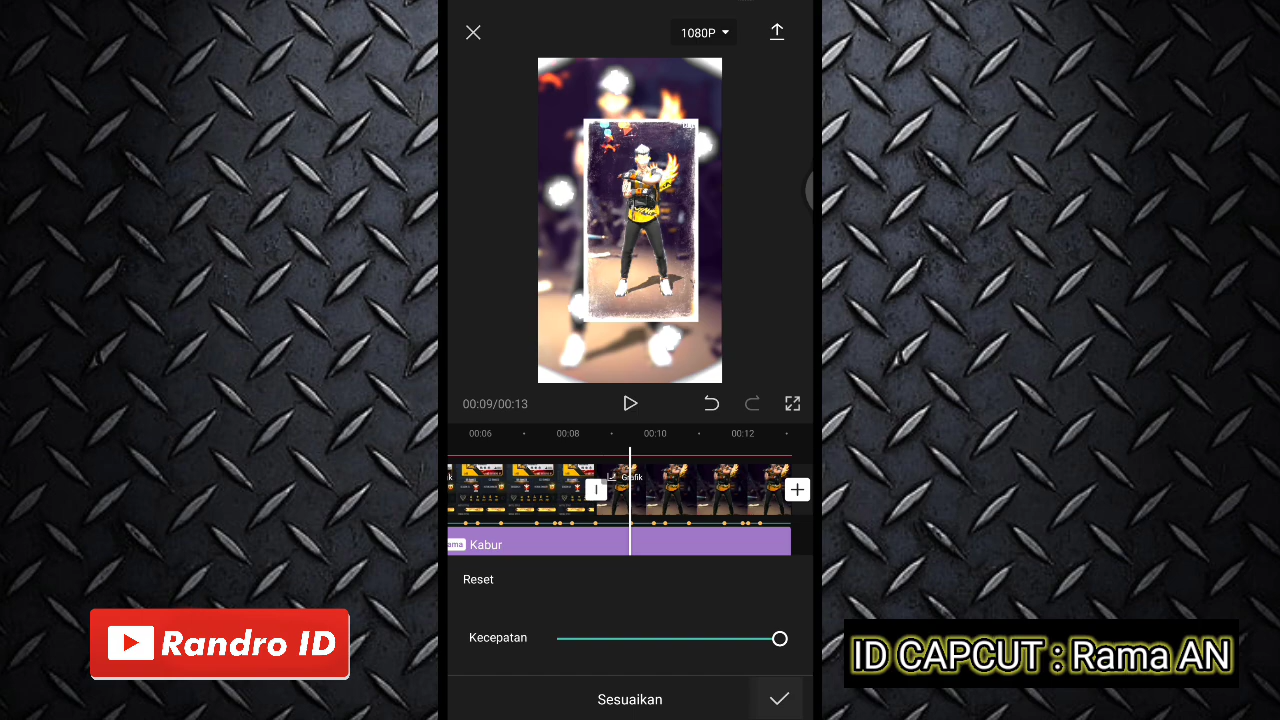 1080P
00:09/00:13
00:06
00:08
00:10
00:12
Grafik
ama Kabur
Reset
Kecepatan
Sesuaikan
Randro ID
ID CAPCUT : Rama AN